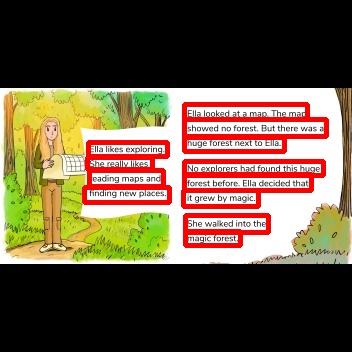 Ella likes exploring.
She really likes
reading maps and
finding new places.
Ella looked at a map. The map
showed no forest. But there was a
huge forest next to Ella.
No explorers had found this huge
forest before. Ella decided that
it grew by magic.
She walked into the
magic forest.